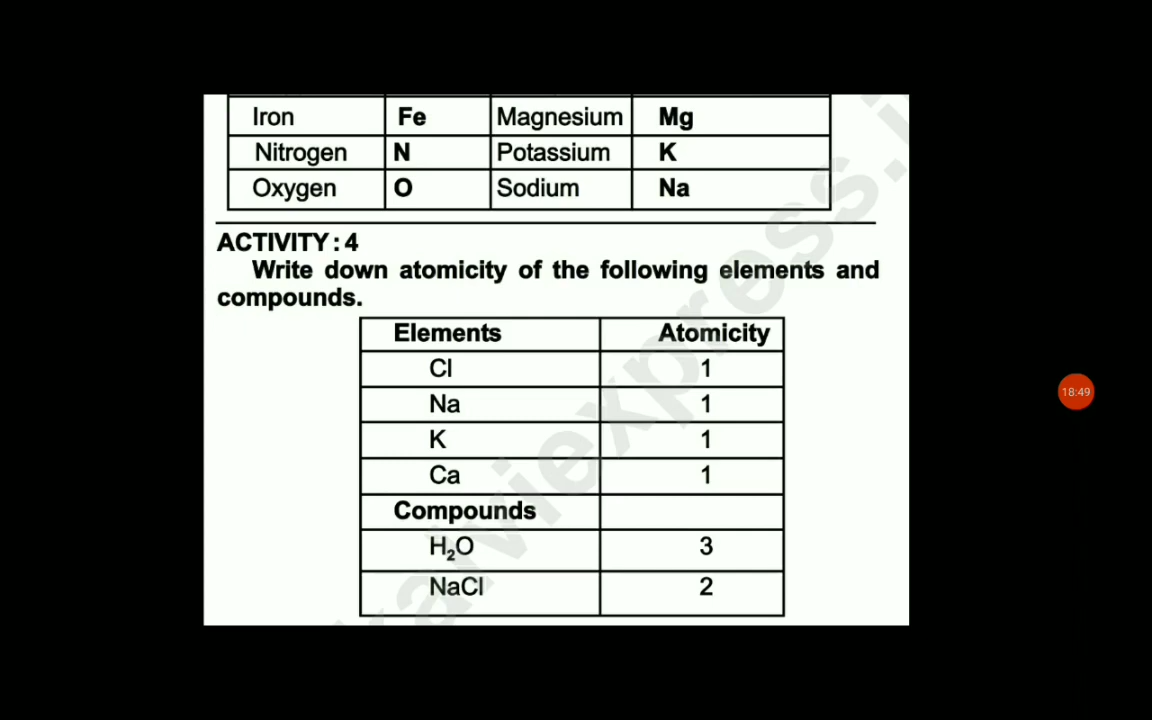 Iron Fe Magnesium Mg
Nitrogen N Potassium K
Oxygen O Sodium Na
ACTIVITY : 4
Write down atomicity of the following elements and
compounds.
Elements Atomicity
Cl 1
Na 1
K 1
Ca 1
Compounds
H₂O 3
NaCl 2
18:49